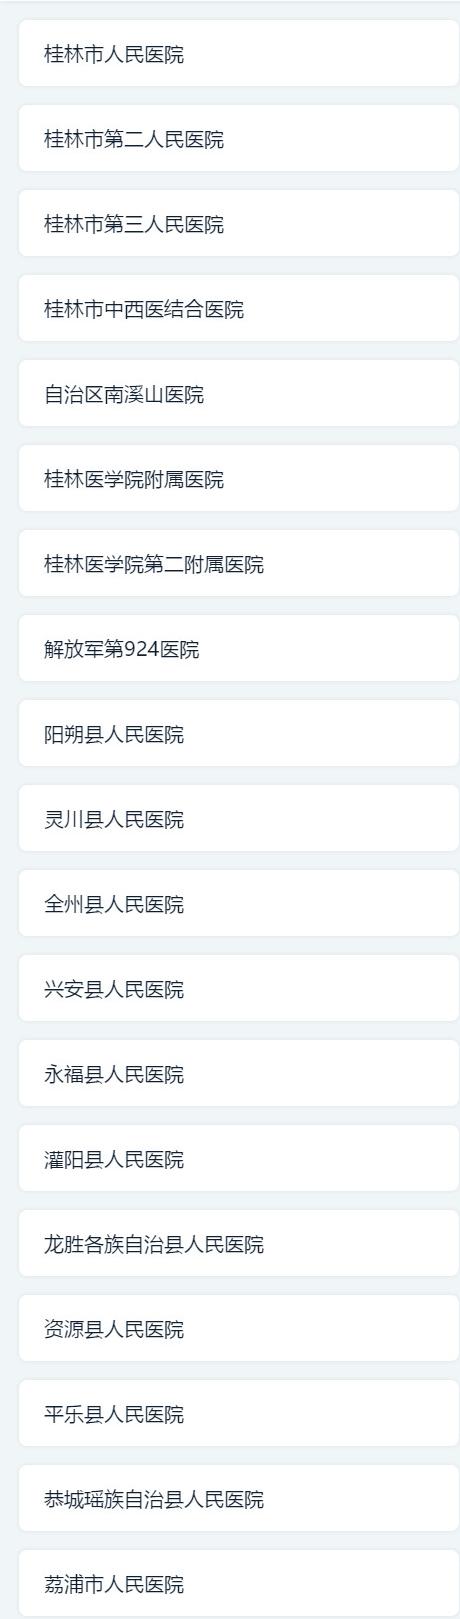 桂林市人民医院
桂林市第二人民医院
桂林市第三人民医院
桂林市中西医结合医院
自治区南溪山医院
桂林医学院附属医院
桂林医学院第二附属医院
解放军第924医院
阳朔县人民医院
灵川县人民医院
全州县人民医院
兴安县人民医院
永福县人民医院
灌阳县人民医院
龙胜各族自治县人民医院
资源县人民医院
平乐县人民医院
恭城瑶族自治县人民医院
荔浦市人民医院